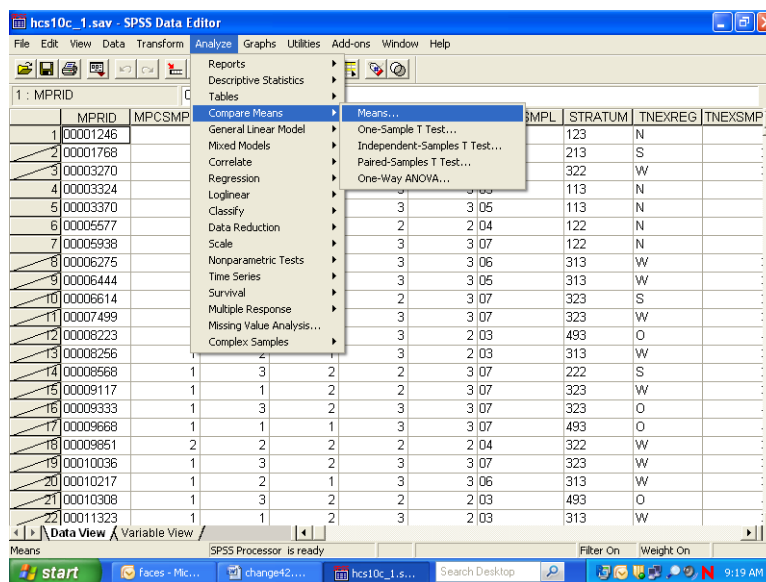 hcs10c_1.sav - SPSS Data Editor
File Edit View Data Transform Analyze Graphs Utilities Add-ons Window Help
1 : MPRID
Reports
Descriptive Statistics
Tables
Compare Means
General Linear Model
Mixed Models
Correlate
Regression
Loglinear
Classify
Data Reduction
Scale
Nonparametric Tests
Time Series
Survival
Multiple Response
Missing Value Analysis...
Complex Samples
Means...
One-Sample T Test...
Independent-Samples T Test...
Paired-Samples T Test...
One-Way ANOVA...
MPRID MPCSMP SMPL STRATUM TNEXREG TNEXSMP
1 00001246 123 N
2 00001768 213 S
3 00003270 322 W
4 00003324 113 N
5 00003370 3 3 05 113 N
6 00005577 2 2 04 122 N
7 00005938 3 3 07 122 N
8 00006275 3 3 06 313 W
9 00006444 3 3 05 313 W
10 00006614 2 3 07 323 S
11 00007499 3 3 07 323 W
12 00008223 3 2 03 493 O
13 00008256 3 2 03 313 W
14 00008568 1 3 2 2 3 07 222 S
15 00009117 1 1 2 3 3 07 323 W
16 00009333 1 3 2 3 3 07 323 O
17 00009668 1 1 1 3 3 07 493 O
18 00009851 2 2 2 2 2 04 322 W
19 00010036 1 3 2 3 3 07 323 W
20 00010217 1 2 1 3 3 06 313 W
21 00010308 1 3 2 2 2 03 493 O
22 00011323 1 1 2 3 2 03 313 W
Data View Variable View
Means SPSS Processor is ready Filter On Weight On
start faces - Mic... change42.... hcs10c_1.s... Search Desktop 9:19 AM